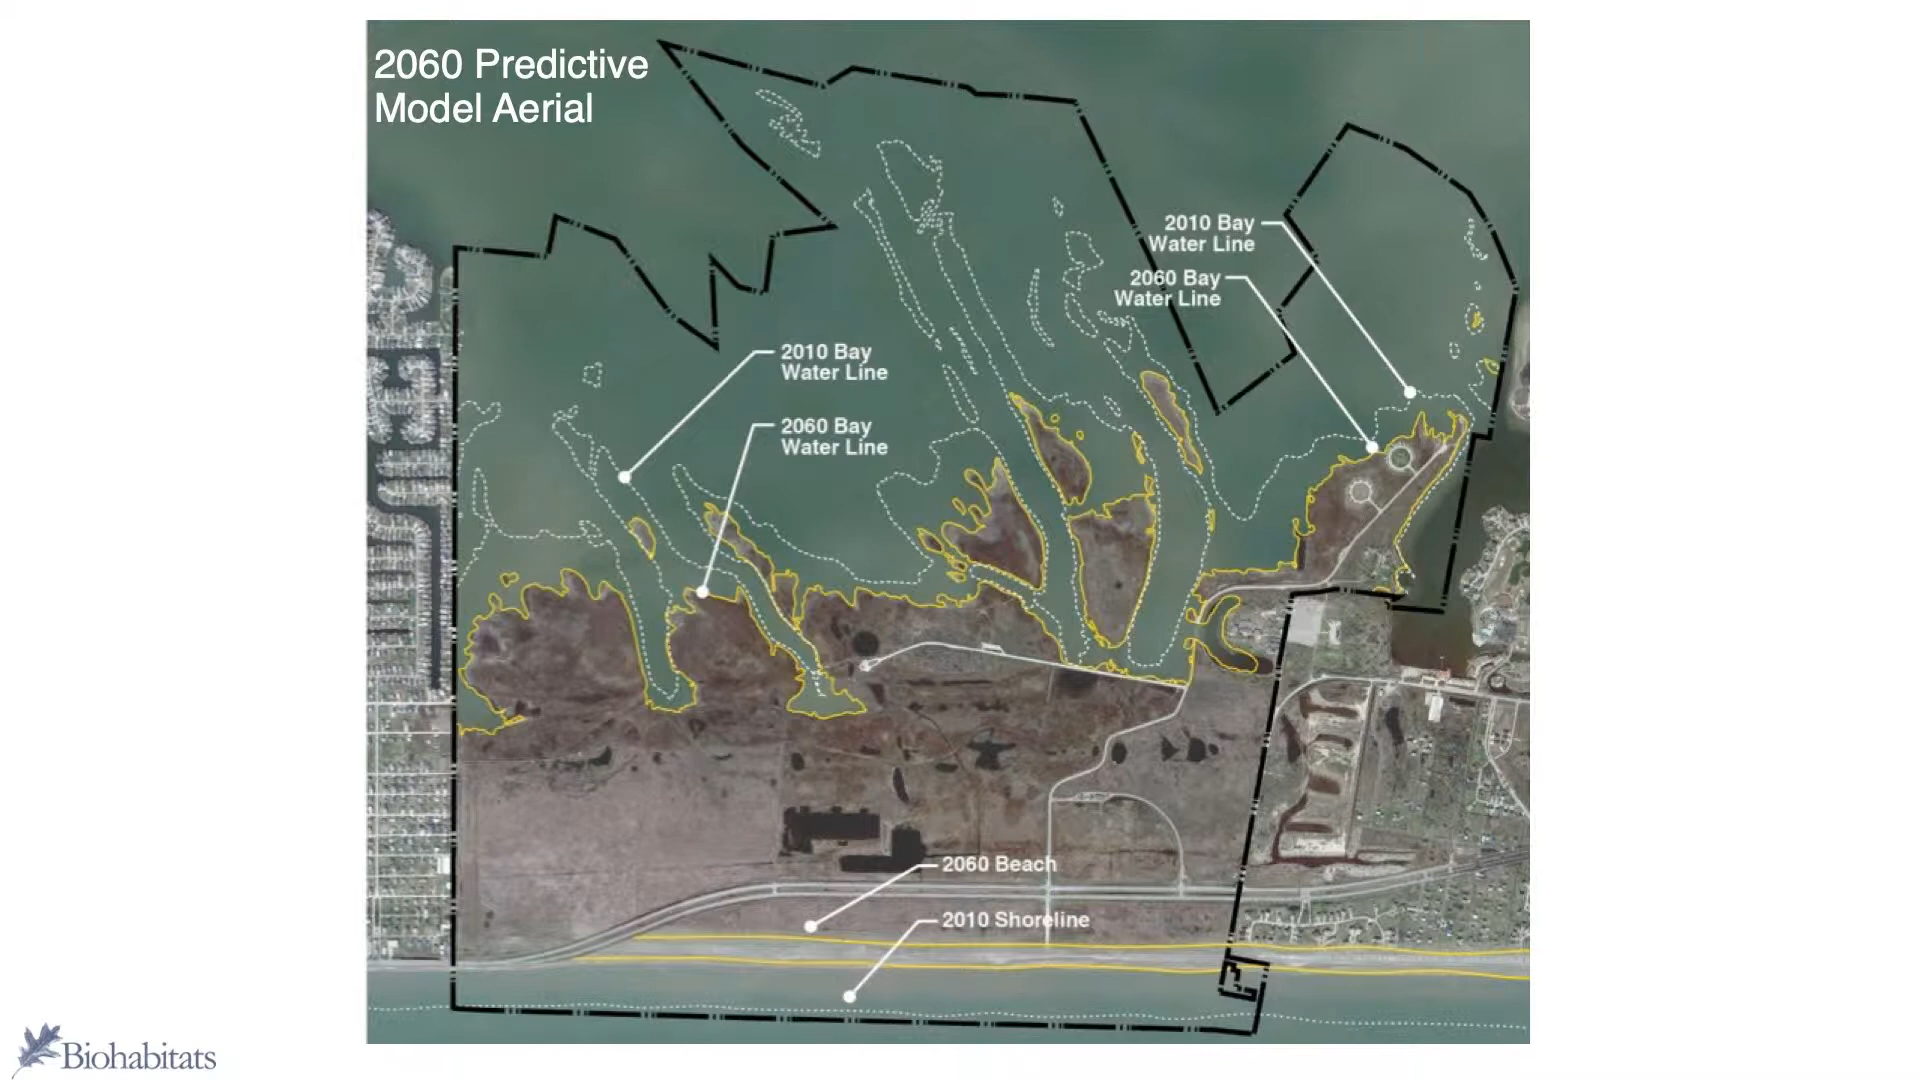 2060 Predictive
Model Aerial
2010 Bay
Water Line
2060 Bay
Water Line
2010 Bay
Water Line
2060 Bay
Water Line
2060 Beach
2010 Shoreline
Biohabitats